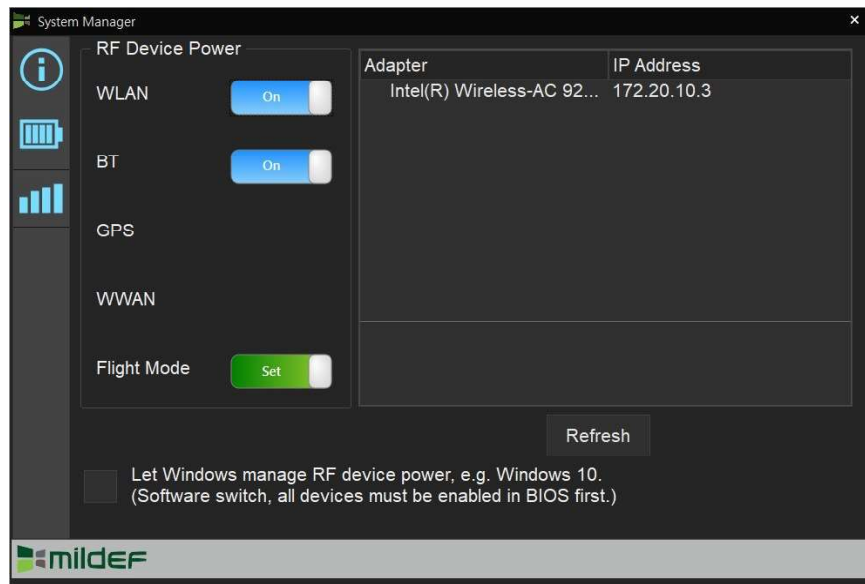 System Manager
RF Device Power
WLAN
On
BT
On
GPS
WWAN
Flight Mode
Set
Adapter IP Address
Intel(R) Wireless-AC 92... 172.20.10.3
Refresh
Let Windows manage RF device power, e.g. Windows 10.
(Software switch, all devices must be enabled in BIOS first.)
mildef